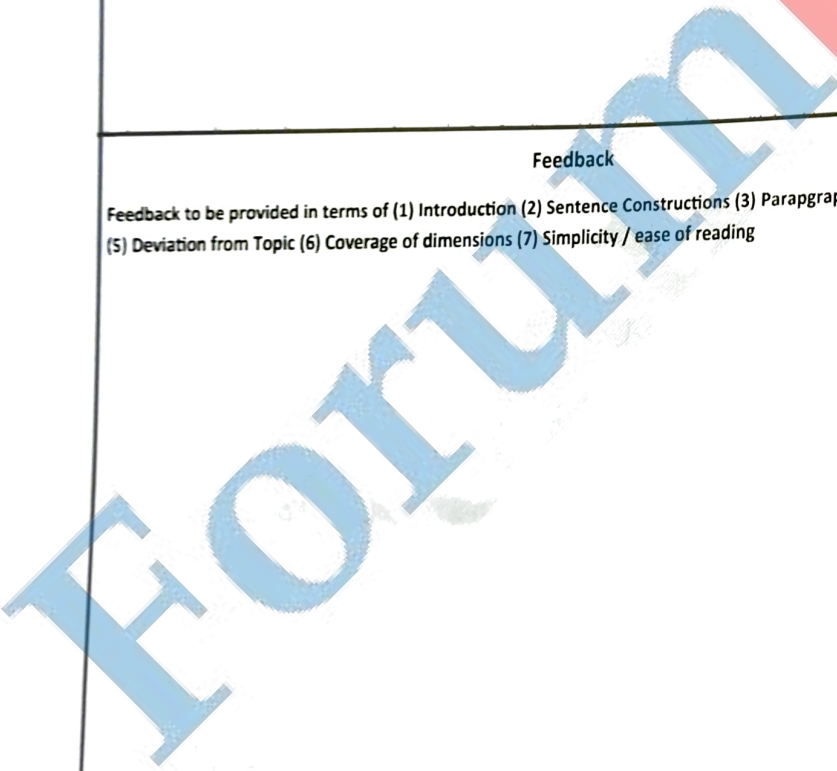 Feedback
Feedback to be provided in terms of (1) Introduction (2) Sentence Constructions (3) Parapgrap
(5) Deviation from Topic (6) Coverage of dimensions (7) Simplicity / ease of reading
Forum